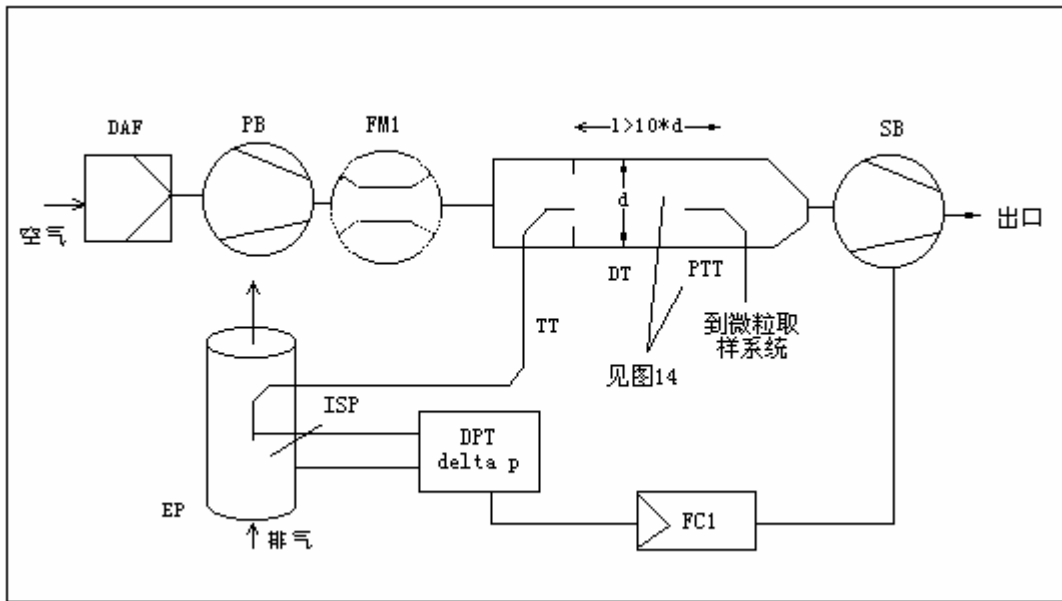 DAF
PB
FM1
l>10*d
SB
空气
d
出口
DT
PTT
TT
到微粒取
样系统
见图14
ISP
DPT
delta p
EP
FC1
排气